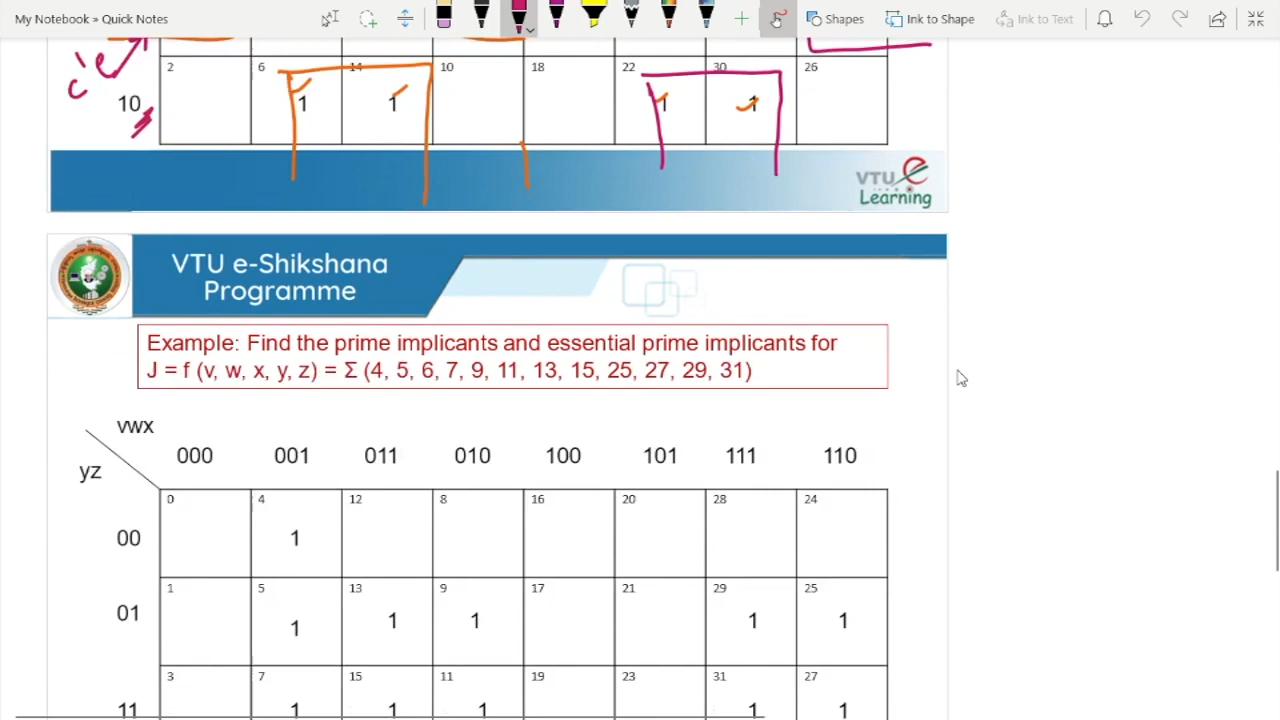 My Notebook » Quick Notes
Shapes
Ink to Shape
Ink to Text
c'e
2 6 14 10 18 22 30 26
10 1 1 1 1
VTU e
Learning
VTU e-Shikshana
Programme
Example: Find the prime implicants and essential prime implicants for
J = f (v, w, x, y, z) = Σ (4, 5, 6, 7, 9, 11, 13, 15, 25, 27, 29, 31)
vwx
yz
000 001 011 010 100 101 111 110
0 4 12 8 16 20 28 24
00 1
1 5 13 9 17 21 29 25
01 1 1 1 1 1
3 7 15 11 19 23 31 27
11 1 1 1 1 1